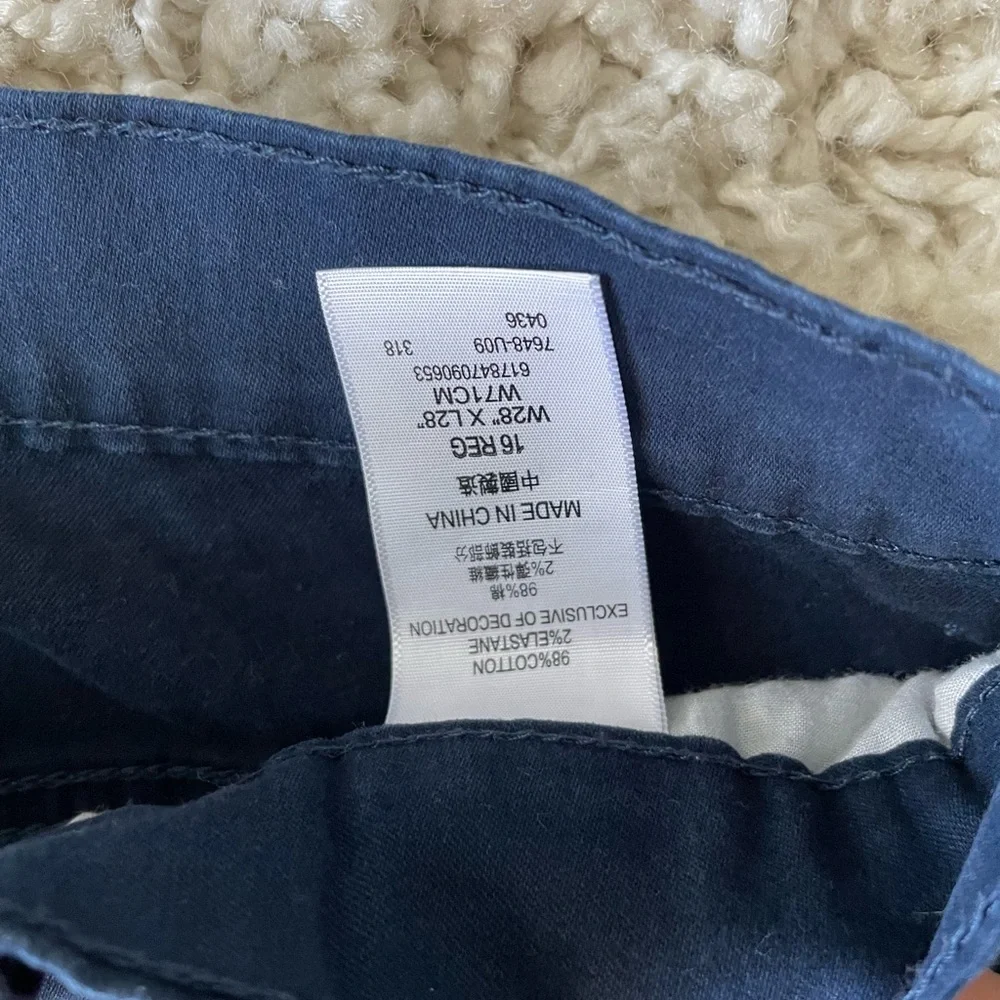 98%COTTON
2%ELASTANE
EXCLUSIVE OF DECORATION
98%棉
2%彈性纖維
不包括裝飾部分
MADE IN CHINA
中國製造
16 REG
W28" X L28"
W71CM
617847090653
7648-U09 318
0436